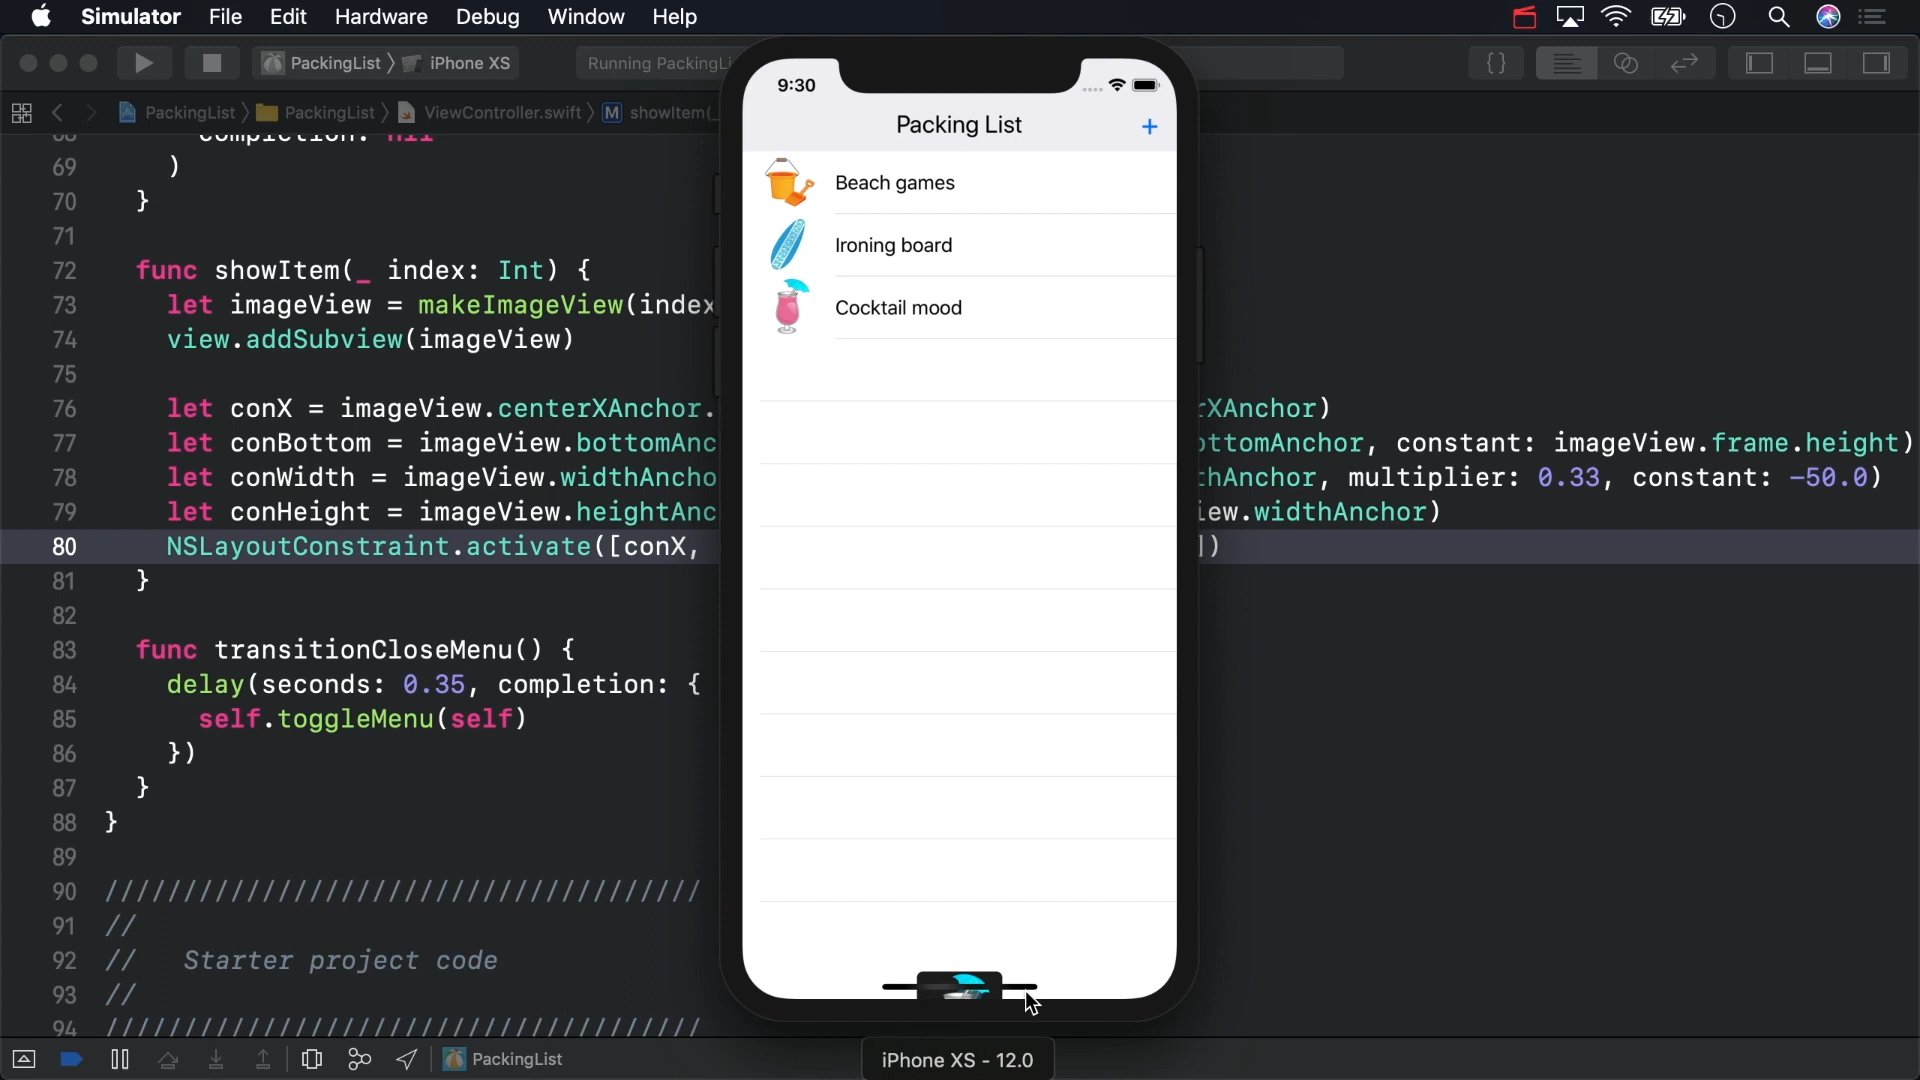 Simulator File Edit Hardware Debug Window Help
PackingList iPhone XS Running PackingLi
PackingList PackingList ViewController.swift M showItem(_
69 )
70 }
71
72 func showItem(_ index: Int) {
73 let imageView = makeImageView(index
74 view.addSubview(imageView)
75
76 let conX = imageView.centerXAnchor. rXAnchor)
77 let conBottom = imageView.bottomAnc ottomAnchor, constant: imageView.frame.height)
78 let conWidth = imageView.widthAncho thAnchor, multiplier: 0.33, constant: -50.0)
79 let conHeight = imageView.heightAnc iew.widthAnchor)
80 NSLayoutConstraint.activate([conX, ])
81 }
82
83 func transitionCloseMenu() {
84 delay(seconds: 0.35, completion: {
85 self.toggleMenu(self)
86 })
87 }
88 }
89
90 //////////////////////////////////////
91 //
92 // Starter project code
93 //
94 //////////////////////////////////////
9:30
Packing List +
Beach games
Ironing board
Cocktail mood
PackingList
iPhone XS - 12.0